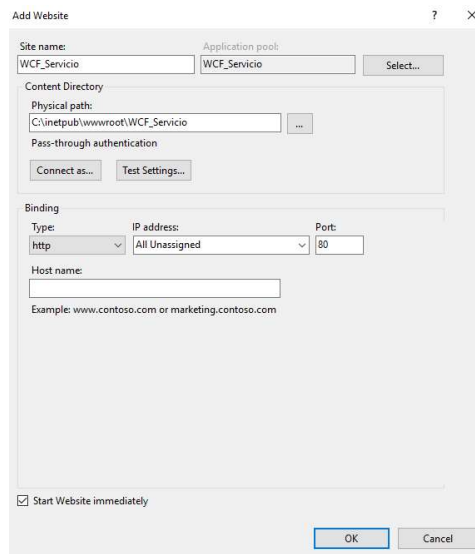 Add Website
?
Site name:
Application pool:
WCF_Servicio
WCF_Servicio
Select...
Content Directory
Physical path:
C:\inetpub\wwwroot\WCF_Servicio
...
Pass-through authentication
Connect as...
Test Settings...
Binding
Type:
IP address:
Port:
http
All Unassigned
80
Host name:
Example: www.contoso.com or marketing.contoso.com
Start Website immediately
OK
Cancel